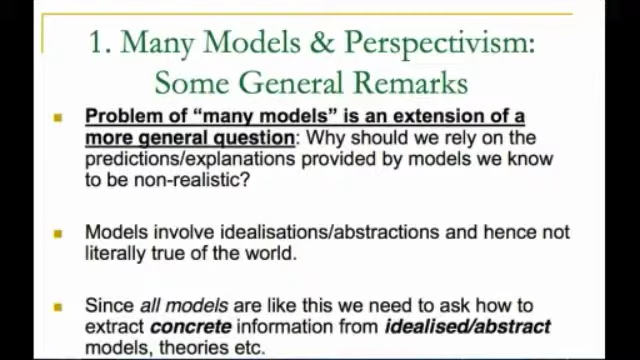 1. Many Models & Perspectivism:
Some General Remarks
Problem of “many models” is an extension of a
more general question: Why should we rely on the
predictions/explanations provided by models we know
to be non-realistic?
Models involve idealisations/abstractions and hence not
literally true of the world.
Since all models are like this we need to ask how to
extract concrete information from idealised/abstract
models, theories etc.